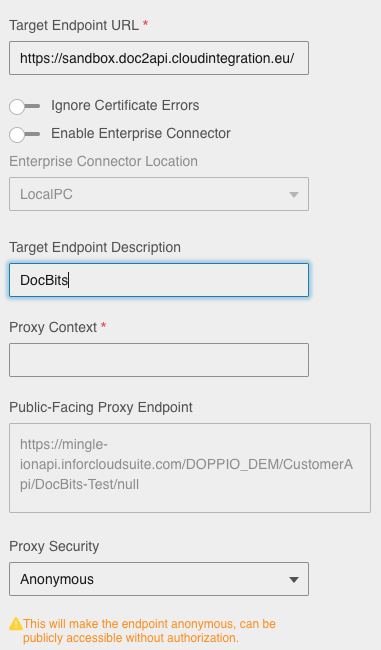 Target Endpoint URL *
https://sandbox.doc2api.cloudintegration.eu/
Ignore Certificate Errors
Enable Enterprise Connector
Enterprise Connector Location
LocalPC
Target Endpoint Description
DocBits
Proxy Context *
Public-Facing Proxy Endpoint
https://mingle-
ionapi.inforcloudsuite.com/DOPPIO_DEM/CustomerA
pi/DocBits-Test/null
Proxy Security
Anonymous
This will make the endpoint anonymous, can be
publicly accessible without authorization.